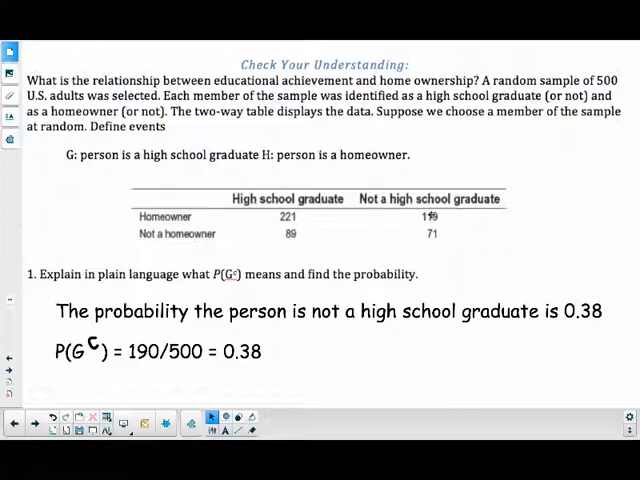 Check Your Understanding:
What is the relationship between educational achievement and home ownership? A random sample of 500
U.S. adults was selected. Each member of the sample was identified as a high school graduate (or not) and
as a homeowner (or not). The two-way table displays the data. Suppose we choose a member of the sample
at random. Define events
G: person is a high school graduate H: person is a homeowner.
High school graduate Not a high school graduate
Homeowner 221 119
Not a homeowner 89 71
1. Explain in plain language what P(Gᶜ) means and find the probability.
The probability the person is not a high school graduate is 0.38
P(Gᶜ) = 190/500 = 0.38